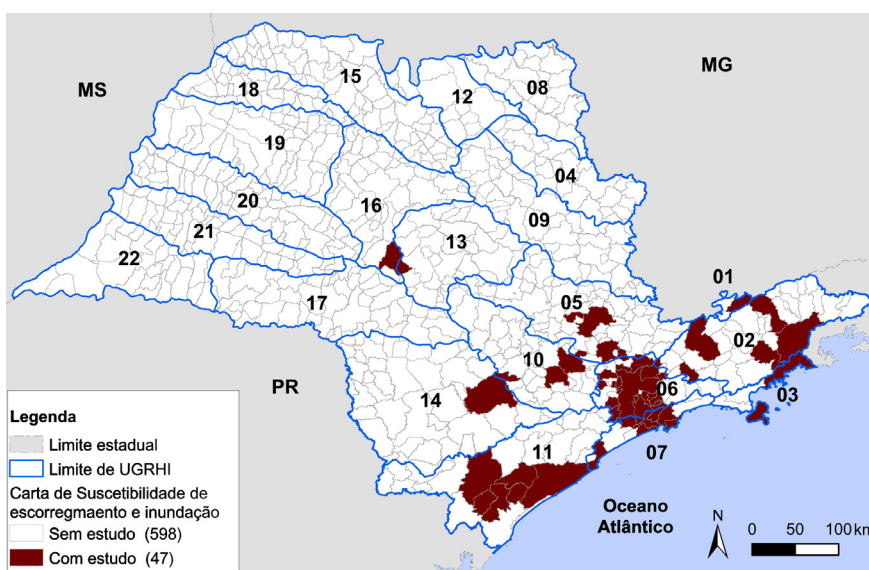 MS
MG
15
18
12
08
19
04
20
16
09
21
13
22
17
01
05
02
10
06
14
03
PR
11
07
Oceano
Atlântico
Legenda
Limite estadual
Limite de UGRHI
Carta de Suscetibilidade de
escorregmaento e inundação
Sem estudo (598)
Com estudo (47)
N
0 50 100 km